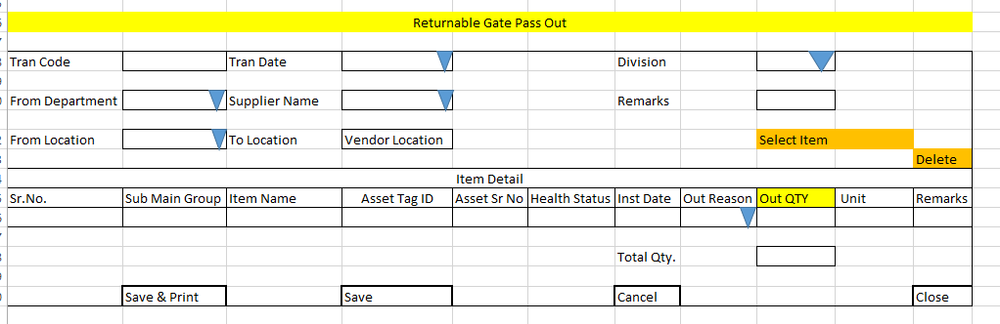 Returnable Gate Pass Out
Tran Code Tran Date Division
From Department Supplier Name Remarks
From Location To Location Vendor Location Select Item
Delete
Item Detail
Sr.No. Sub Main Group Item Name Asset Tag ID Asset Sr No Health Status Inst Date Out Reason Out QTY Unit Remarks
Total Qty.
Save & Print Save Cancel Close